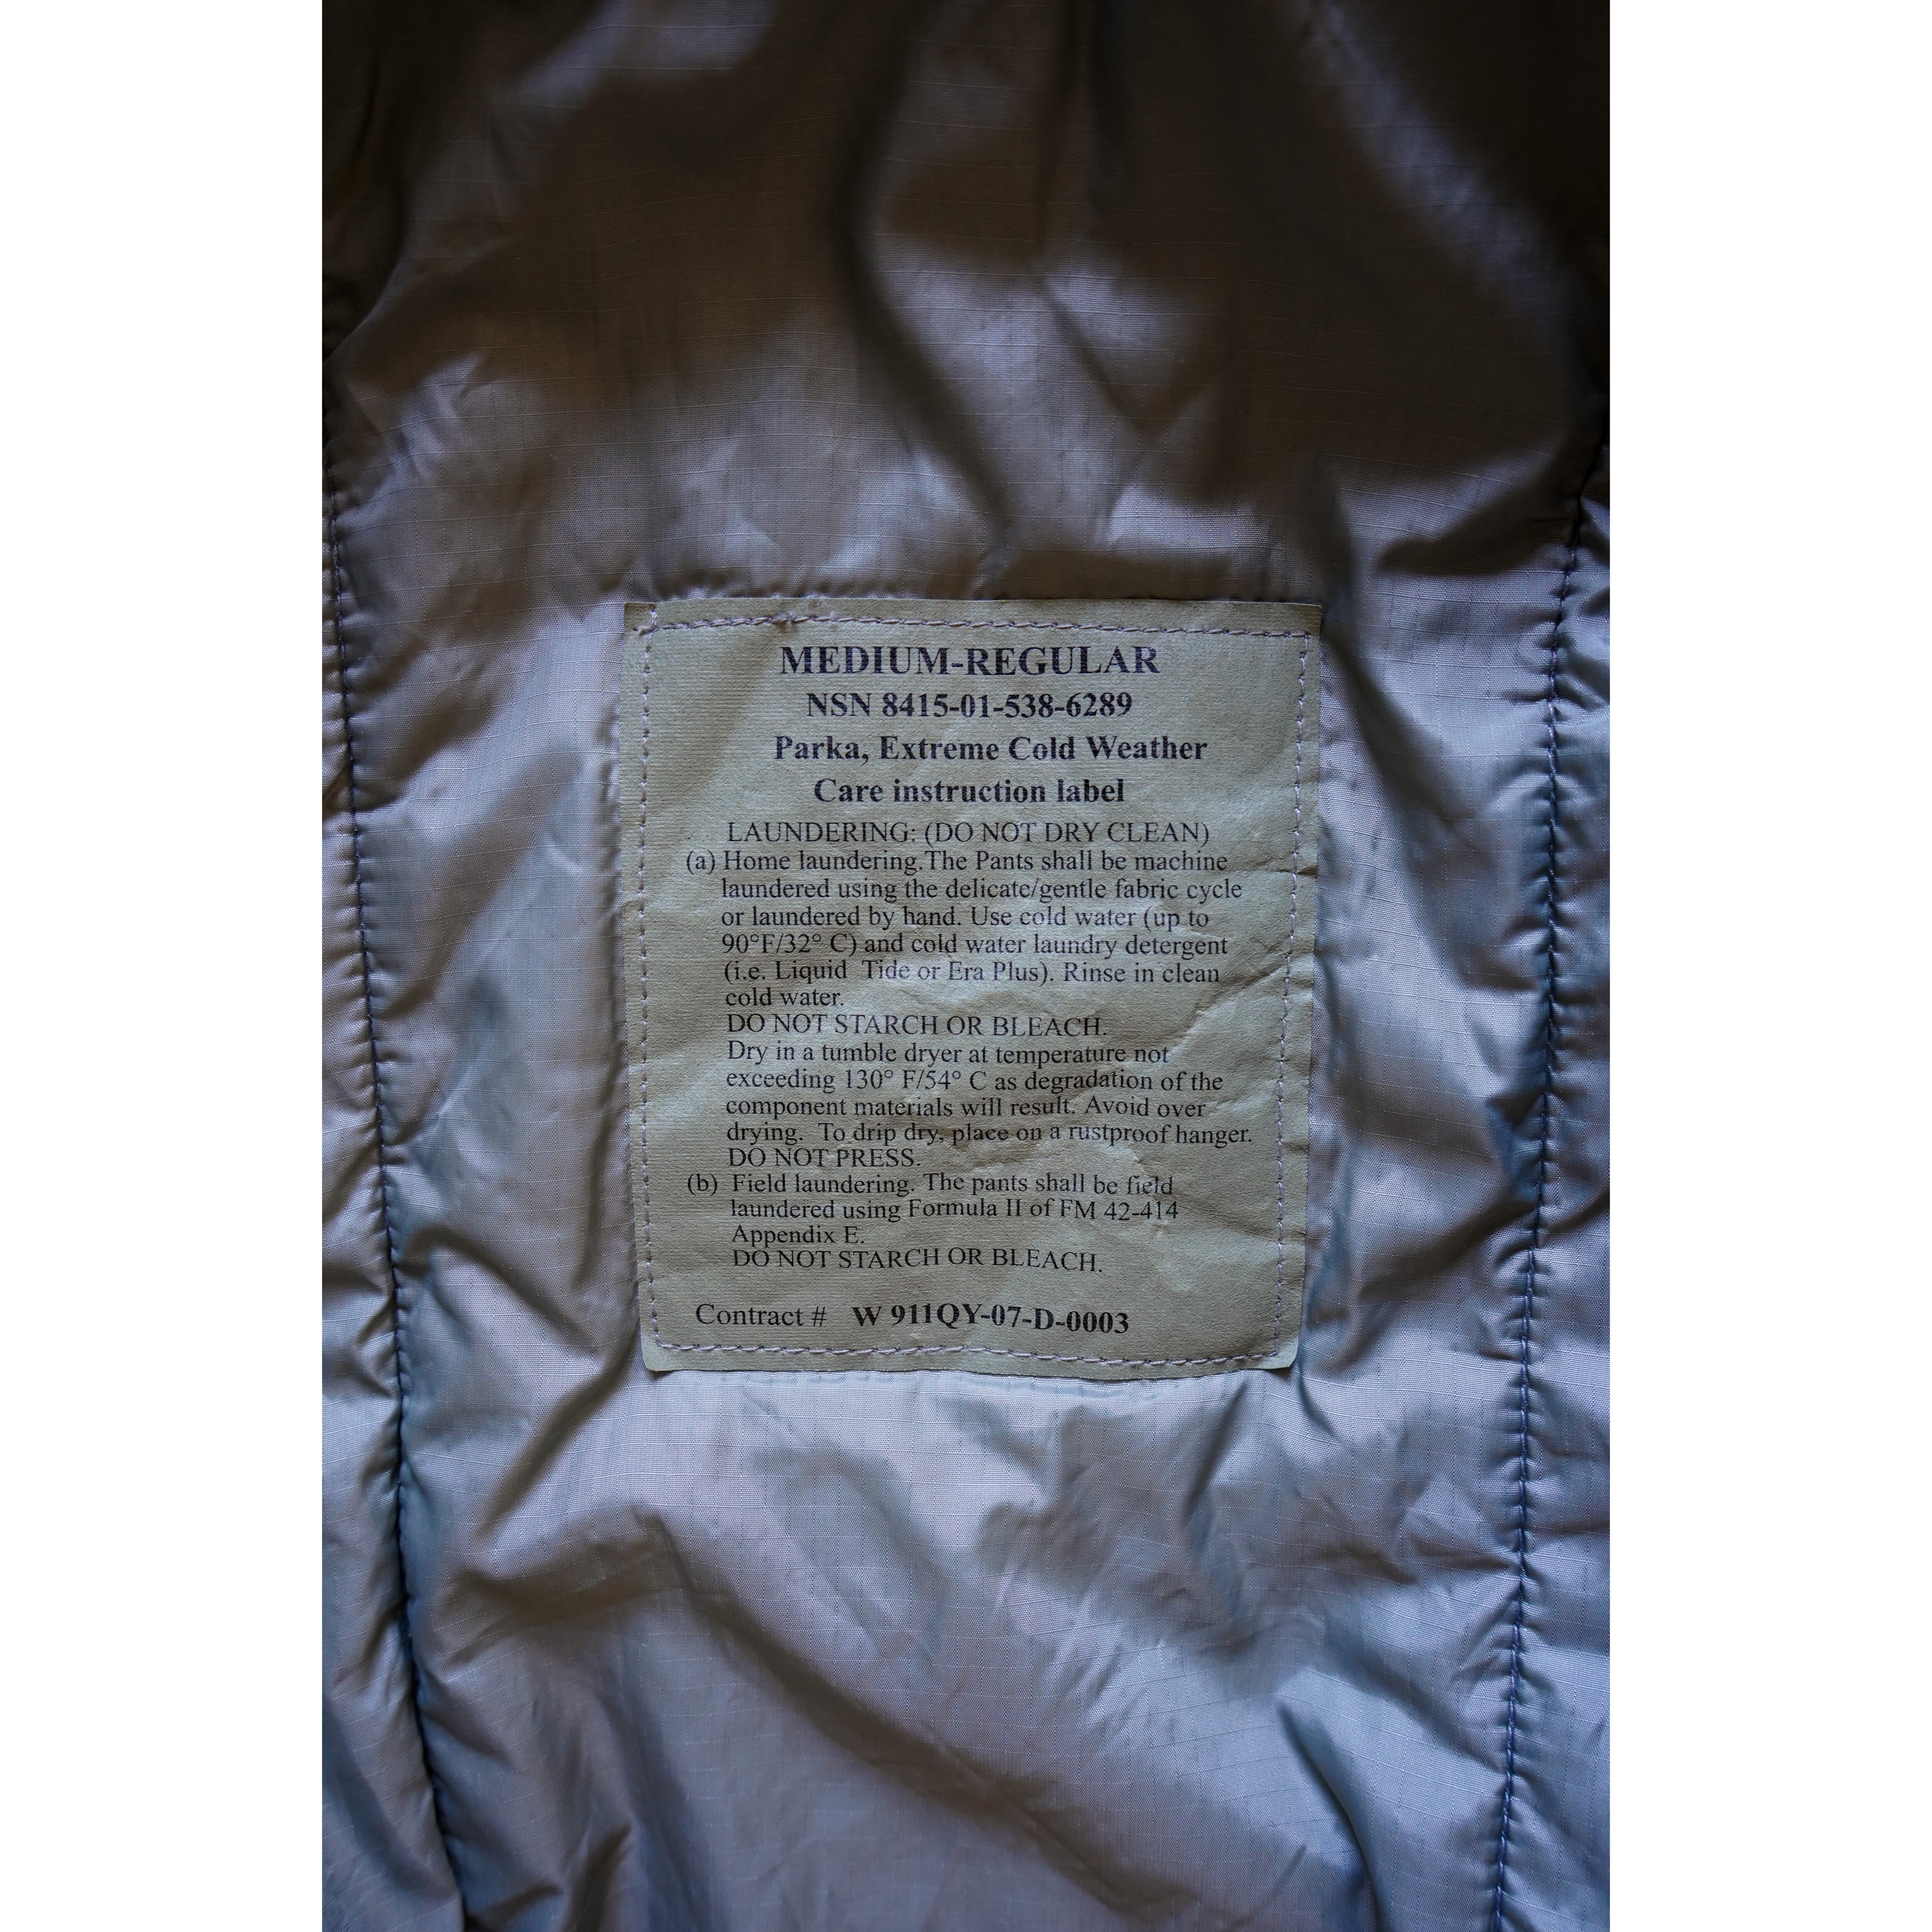 MEDIUM-REGULAR
NSN 8415-01-538-6289
Parka, Extreme Cold Weather
Care instruction label
LAUNDERING: (DO NOT DRY CLEAN)
(a) Home laundering.The Pants shall be machine
laundered using the delicate/gentle fabric cycle
or laundered by hand. Use cold water (up to
90°F/32° C) and cold water laundry detergent
(i.e. Liquid Tide or Era Plus). Rinse in clean
cold water.
DO NOT STARCH OR BLEACH.
Dry in a tumble dryer at temperature not
exceeding 130° F/54° C as degradation of the
component materials will result. Avoid over
drying. To drip dry, place on a rustproof hanger.
DO NOT PRESS.
(b) Field laundering. The pants shall be field
laundered using Formula II of FM 42-414
Appendix E.
DO NOT STARCH OR BLEACH.
Contract # W 911QY-07-D-0003